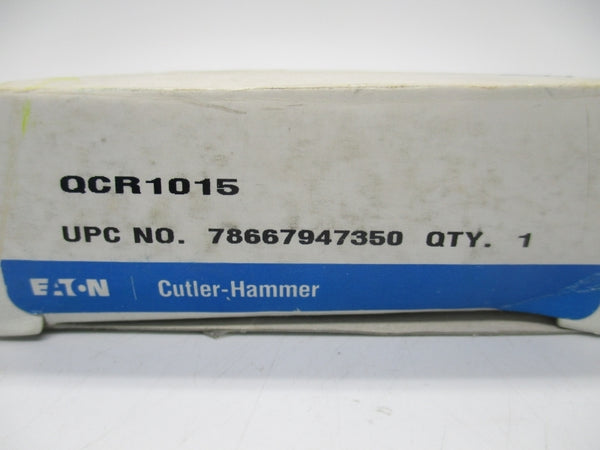 QCR1015
UPC NO. 78667947350 QTY. 1
EATON | Cutler-Hammer